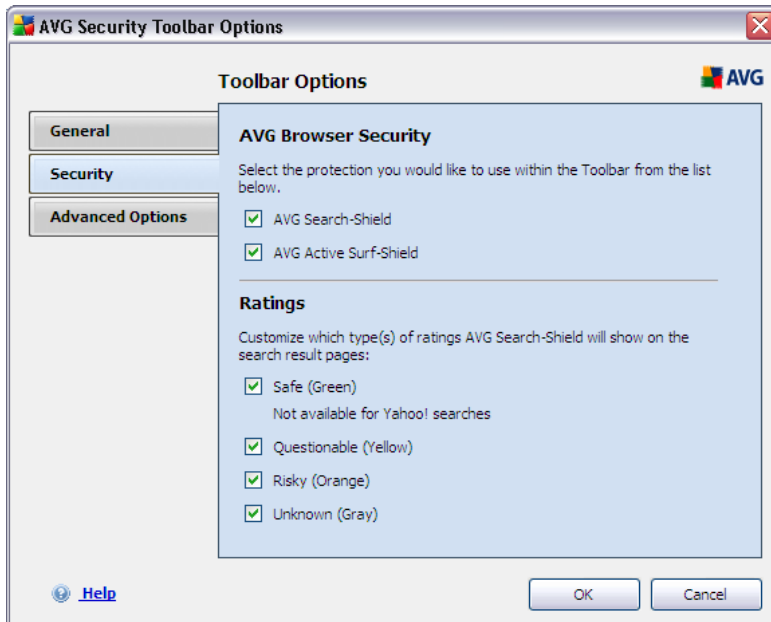 AVG Security Toolbar Options
Toolbar Options
AVG
General
Security
Advanced Options
AVG Browser Security
Select the protection you would like to use within the Toolbar from the list
below.
AVG Search-Shield
AVG Active Surf-Shield
Ratings
Customize which type(s) of ratings AVG Search-Shield will show on the
search result pages:
Safe (Green)
Not available for Yahoo! searches
Questionable (Yellow)
Risky (Orange)
Unknown (Gray)
Help
OK
Cancel